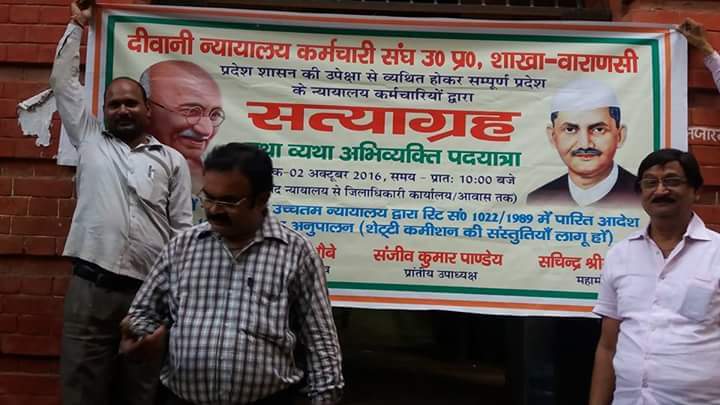 दीवानी न्यायालय कर्मचारी संघ उ० प्र०, शाखा-वाराणसी
प्रदेश शासन की उपेक्षा से व्यथित होकर सम्पूर्ण प्रदेश
के न्यायालय कर्मचारियों द्वारा
सत्याग्रह
व्यथा अभिव्यक्ति पदयात्रा
02 अक्टूबर 2016, समय - प्रातः 10:00 बजे
न्यायालय से जिलाधिकारी कार्यालय/आवास तक)
उच्चतम न्यायालय द्वारा रिट सं० 1022/1989 में पारित आदेश
अनुपालन (शेट्टी कमीशन की संस्तुतियाँ लागू हों)
संजीव कुमार पाण्डेय सचिन्द्र
प्रांतीय उपाध्यक्ष